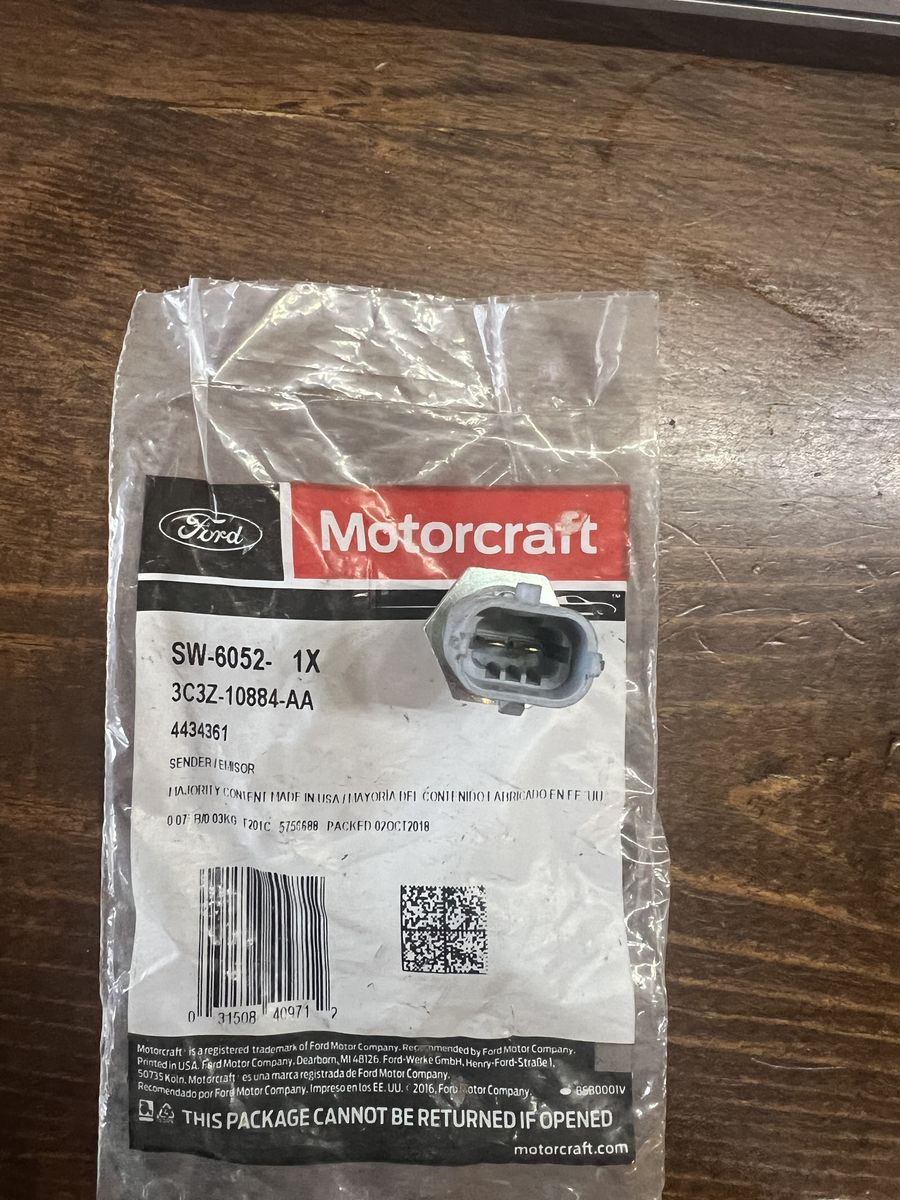 Ford
Motorcraft
SW-6052- 1X
3C3Z-10884-AA
4434361
SENDER / EMISOR
MAJORITY CONTENT MADE IN USA / MAYORÍA DEL CONTENIDO FABRICADO EN EE UU
0.03KG 5756688 PACKED 02OCT2018
0 31508 40971 2
Motorcraft is a registered trademark of Ford Motor Company. Recommended by Ford Motor Company.
Printed in USA. Ford Motor Company, Dearborn, MI 48126. Ford-Werke GmbH, Henry-Ford-Straße 1,
50735 Köln. Motorcraft es una marca registrada de Ford Motor Company.
Recomendado por Ford Motor Company. Impreso en los EE. UU. © 2016, Ford Motor Company.
BSB0001V
THIS PACKAGE CANNOT BE RETURNED IF OPENED
motorcraft.com